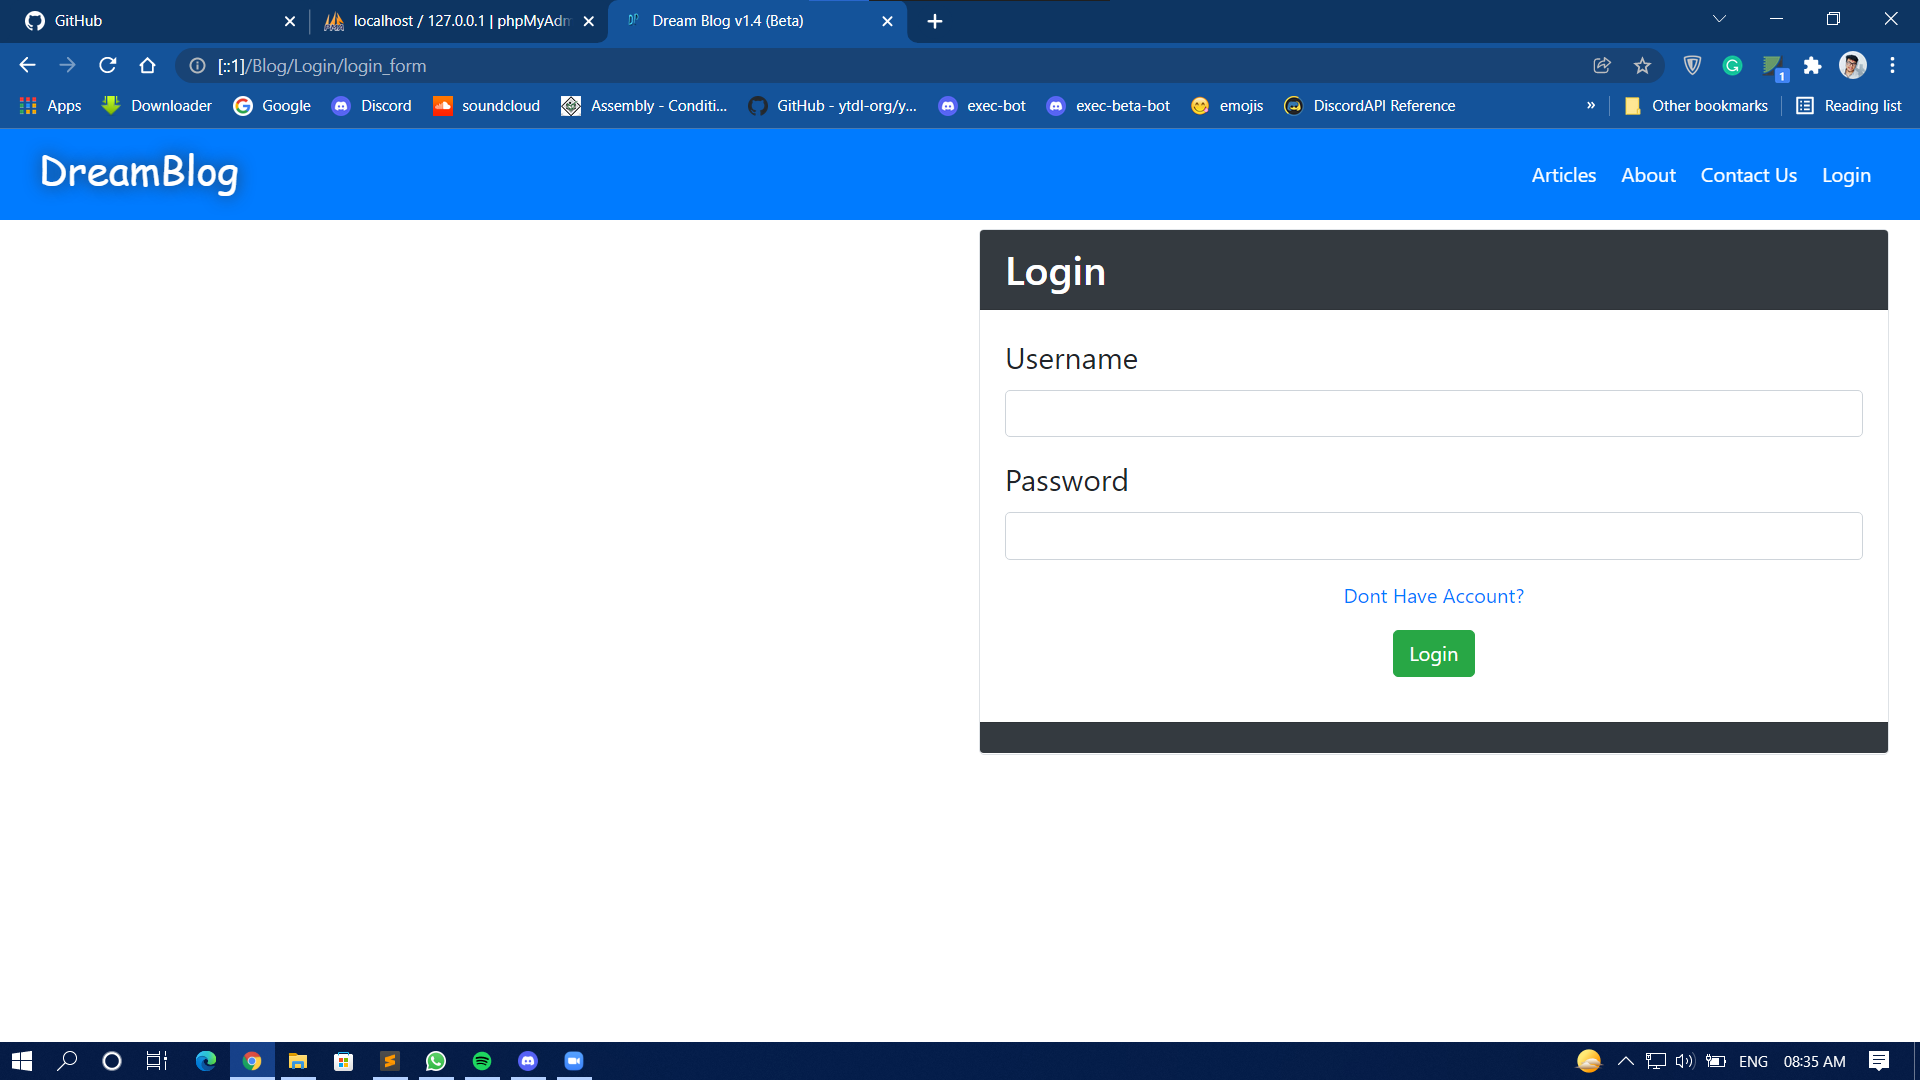 GitHub
localhost / 127.0.0.1 | phpMyAdm
Dream Blog v1.4 (Beta)
[::1]/Blog/Login/login_form
1
Apps
Downloader
Google
Discord
soundcloud
Assembly - Conditi...
GitHub - ytdl-org/y...
exec-bot
exec-beta-bot
emojis
DiscordAPI Reference
»
Other bookmarks
Reading list
DreamBlog
Articles
About
Contact Us
Login
Login
Username
Password
Dont Have Account?
Login
ENG
08:35 AM